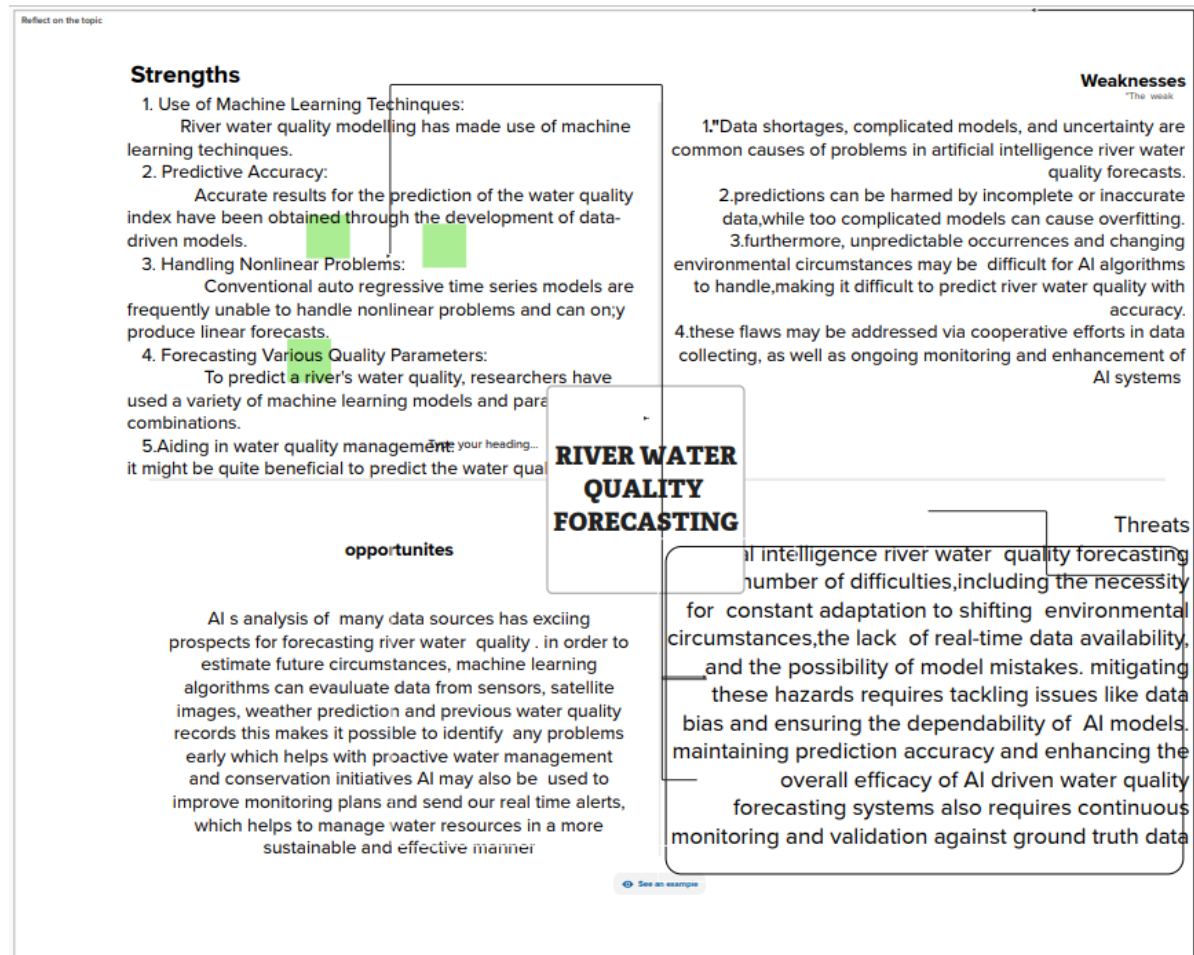 Reflect on the topic
Strengths
1. Use of Machine Learning Techinques:
River water quality modelling has made use of machine
learning techinques.
2. Predictive Accuracy:
Accurate results for the prediction of the water quality
index have been obtained through the development of data-
driven models.
3. Handling Nonlinear Problems:
Conventional auto regressive time series models are
frequently unable to handle nonlinear problems and can on;y
produce linear forecasts.
4. Forecasting Various Quality Parameters:
To predict a river's water quality, researchers have
used a variety of machine learning models and para
combinations.
5.Aiding in water quality management:
it might be quite beneficial to predict the water qual
Type your heading...
Weaknesses
"The weak
1."Data shortages, complicated models, and uncertainty are
common causes of problems in artificial intelligence river water
quality forecasts.
2.predictions can be harmed by incomplete or inaccurate
data,while too complicated models can cause overfitting.
3.furthermore, unpredictable occurrences and changing
environmental circumstances may be difficult for AI algorithms
to handle,making it difficult to predict river water quality with
accuracy.
4.these flaws may be addressed via cooperative efforts in data
collecting, as well as ongoing monitoring and enhancement of
AI systems
RIVER WATER
QUALITY
FORECASTING
opportunites
AI s analysis of many data sources has exciing
prospects for forecasting river water quality . in order to
estimate future circumstances, machine learning
algorithms can evauluate data from sensors, satellite
images, weather prediction and previous water quality
records this makes it possible to identify any problems
early which helps with proactive water management
and conservation initiatives AI may also be used to
improve monitoring plans and send our real time alerts,
which helps to manage water resources in a more
sustainable and effective manner
Threats
al intelligence river water quality forecasting
number of difficulties,including the necessity
for constant adaptation to shifting environmental
circumstances,the lack of real-time data availability,
and the possibility of model mistakes. mitigating
these hazards requires tackling issues like data
bias and ensuring the dependability of AI models.
maintaining prediction accuracy and enhancing the
overall efficacy of AI driven water quality
forecasting systems also requires continuous
monitoring and validation against ground truth data
See an example